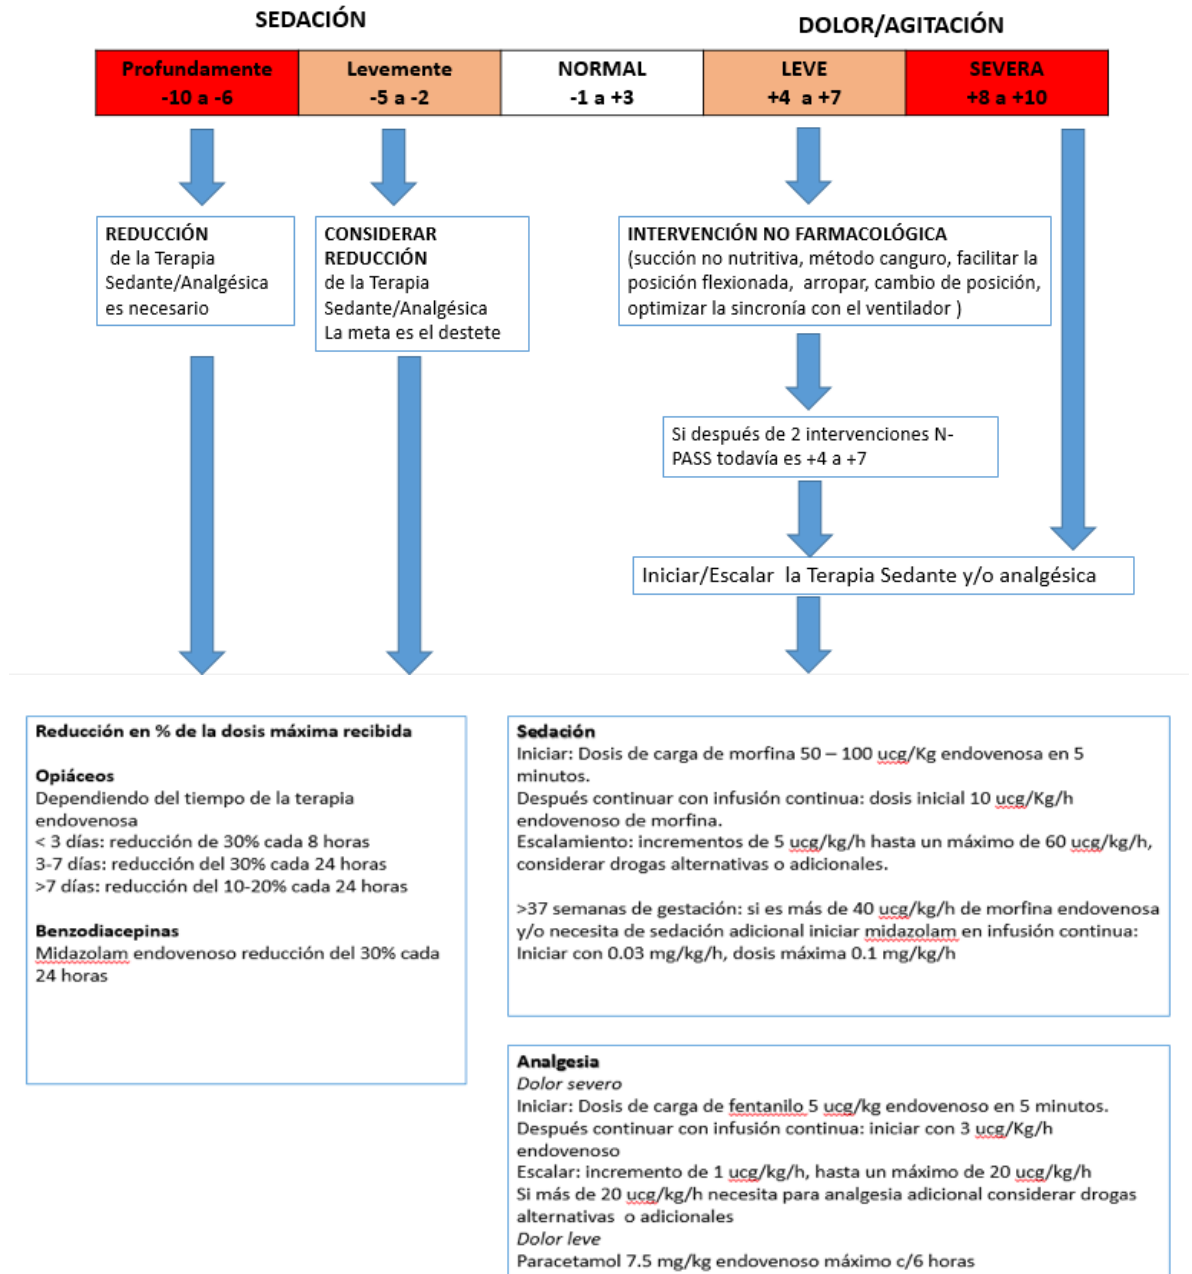 SEDACIÓN
DOLOR/AGITACIÓN
Profundamente
-10 a -6
Levemente
-5 a -2
NORMAL
-1 a +3
LEVE
+4 a +7
SEVERA
+8 a +10
REDUCCIÓN
de la Terapia
Sedante/Analgésica
es necesario
CONSIDERAR
REDUCCIÓN
de la Terapia
Sedante/Analgésica
La meta es el destete
INTERVENCIÓN NO FARMACOLÓGICA
(succión no nutritiva, método canguro, facilitar la
posición flexionada, arropar, cambio de posición,
optimizar la sincronía con el ventilador )
Si después de 2 intervenciones N-
PASS todavía es +4 a +7
Iniciar/Escalar la Terapia Sedante y/o analgésica
Reducción en % de la dosis máxima recibida
Opiáceos
Dependiendo del tiempo de la terapia
endovenosa
< 3 días: reducción de 30% cada 8 horas
3-7 días: reducción del 30% cada 24 horas
>7 días: reducción del 10-20% cada 24 horas
Benzodiacepinas
Midazolam endovenoso reducción del 30% cada
24 horas
Sedación
Iniciar: Dosis de carga de morfina 50 – 100 ucg/Kg endovenosa en 5
minutos.
Después continuar con infusión continua: dosis inicial 10 ucg/Kg/h
endovenoso de morfina.
Escalamiento: incrementos de 5 ucg/kg/h hasta un máximo de 60 ucg/kg/h,
considerar drogas alternativas o adicionales.
>37 semanas de gestación: si es más de 40 ucg/kg/h de morfina endovenosa
y/o necesita de sedación adicional iniciar midazolam en infusión continua:
Iniciar con 0.03 mg/kg/h, dosis máxima 0.1 mg/kg/h
Analgesia
Dolor severo
Iniciar: Dosis de carga de fentanilo 5 ucg/kg endovenoso en 5 minutos.
Después continuar con infusión continua: iniciar con 3 ucg/Kg/h
endovenoso
Escalar: incremento de 1 ucg/kg/h, hasta un máximo de 20 ucg/kg/h
Si más de 20 ucg/kg/h necesita para analgesia adicional considerar drogas
alternativas o adicionales
Dolor leve
Paracetamol 7.5 mg/kg endovenoso máximo c/6 horas